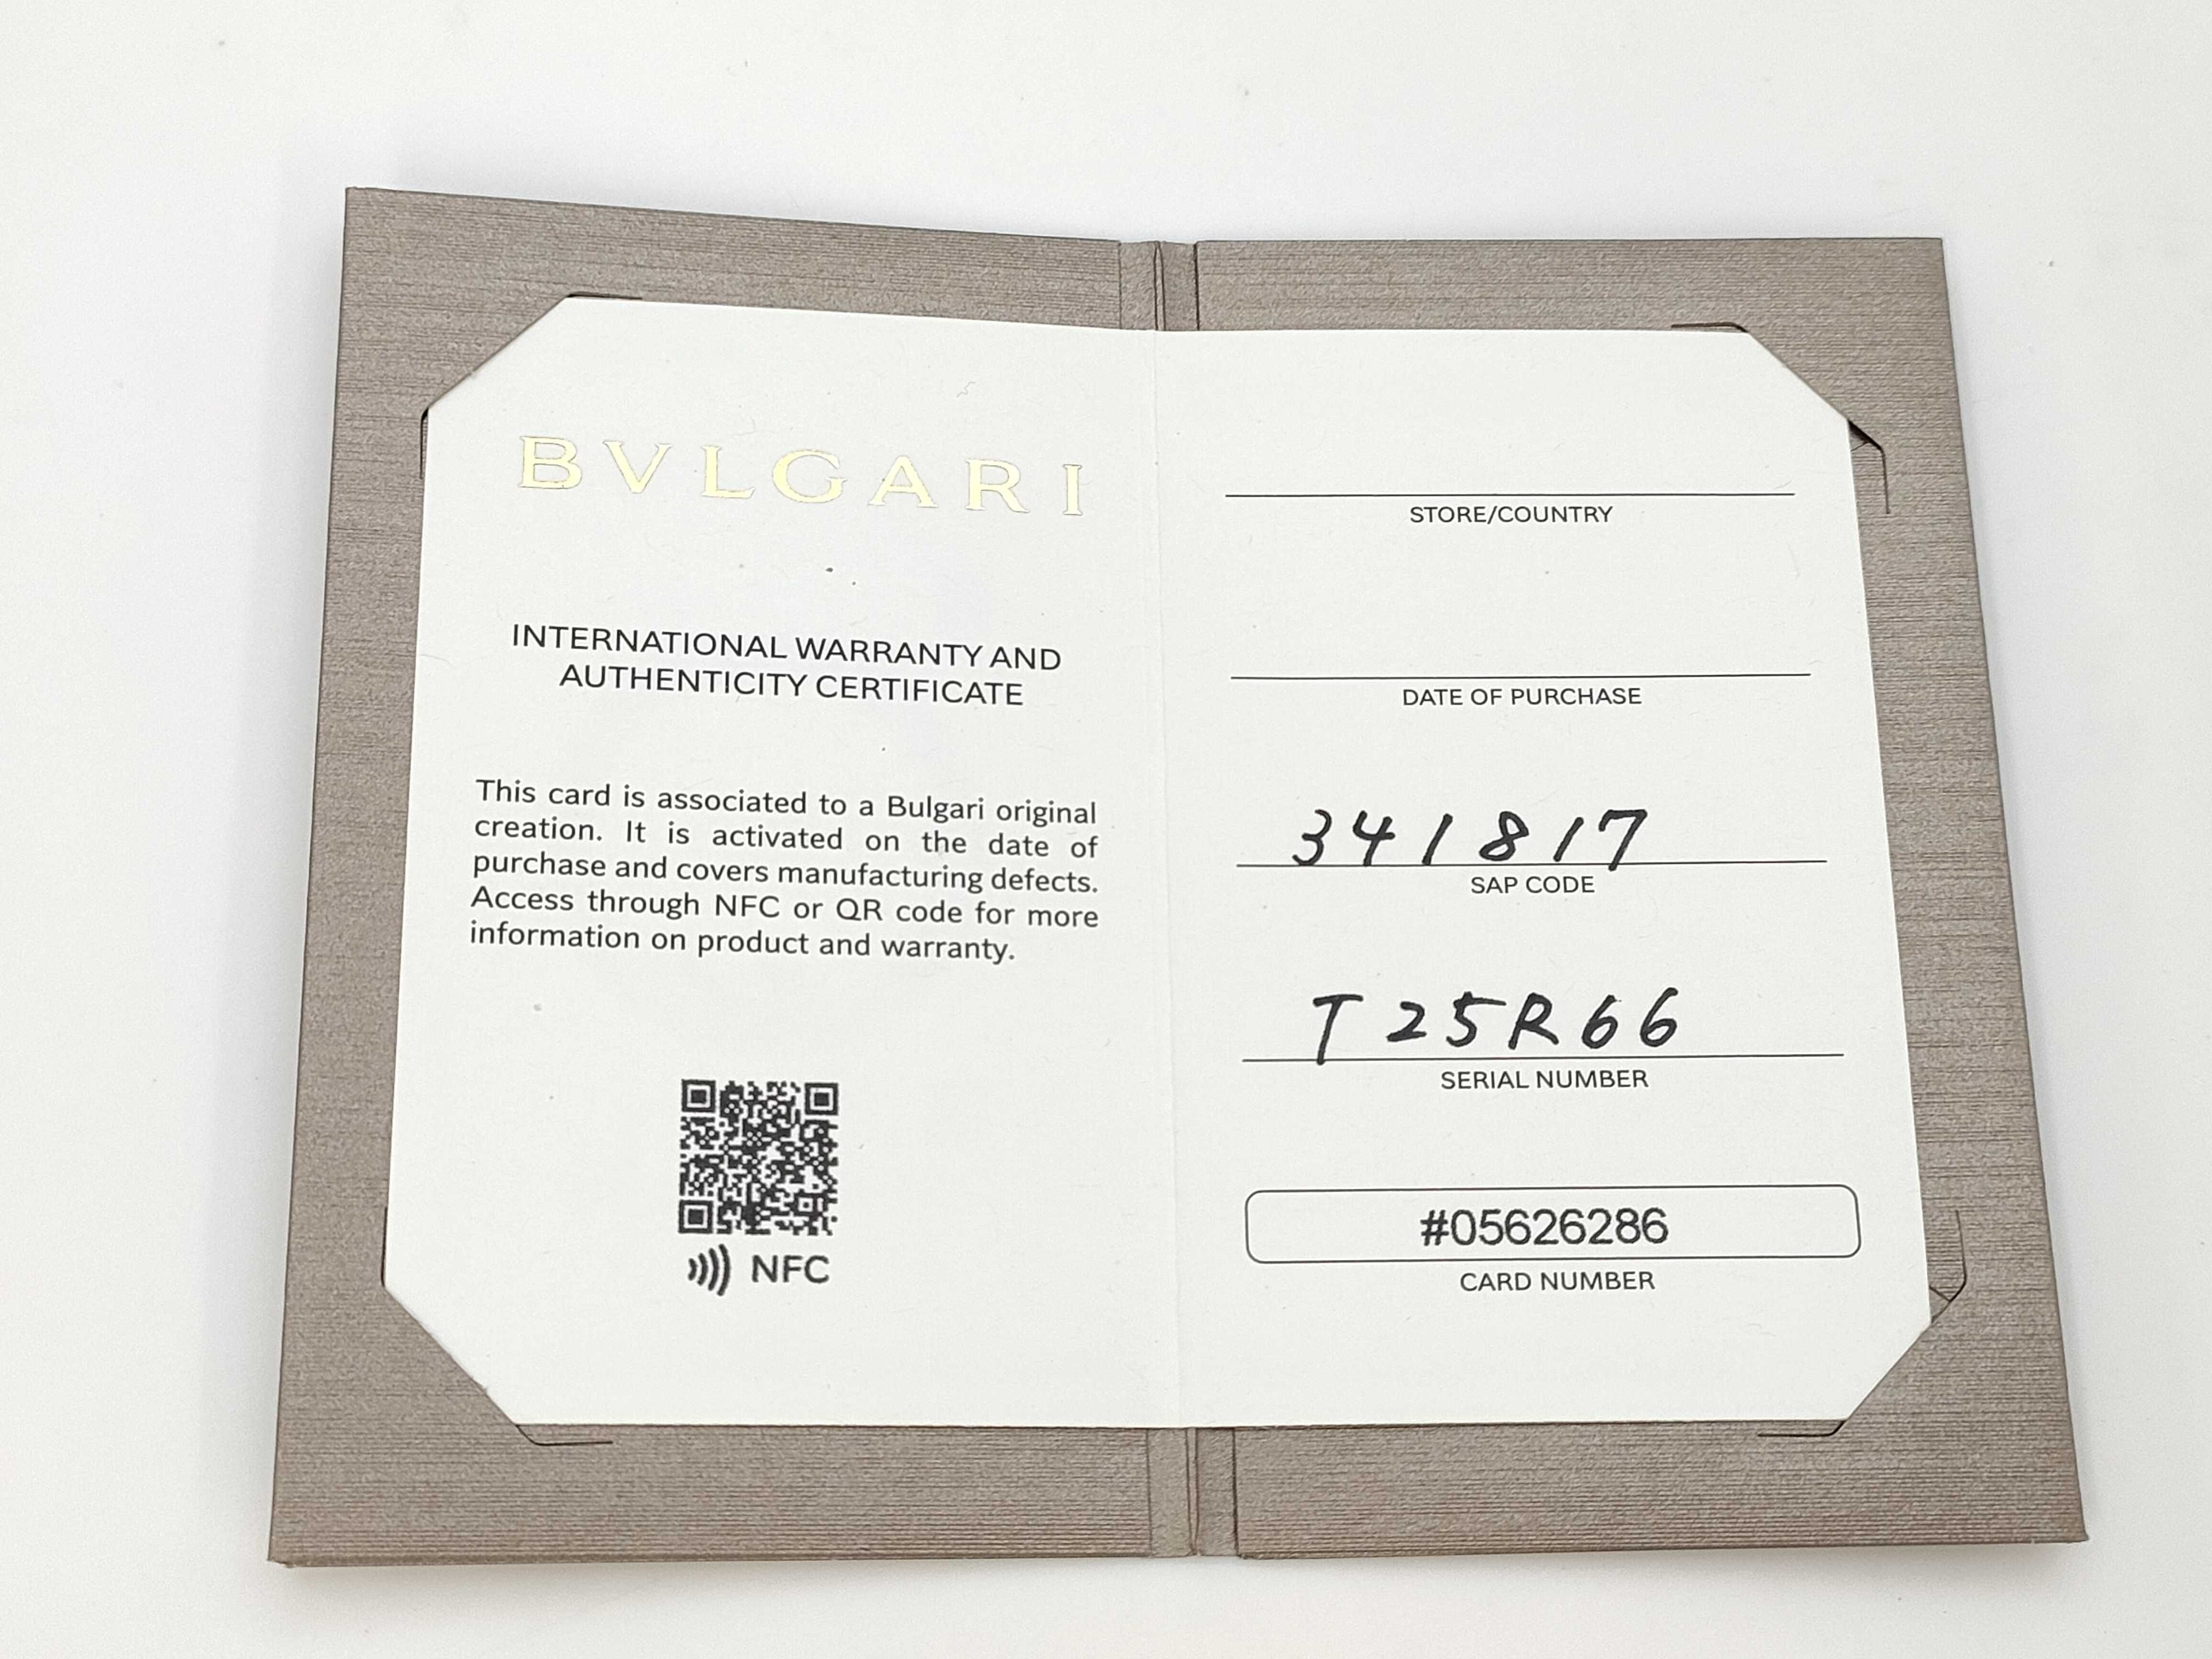 BVLGARI
INTERNATIONAL WARRANTY AND
AUTHENTICITY CERTIFICATE
This card is associated to a Bulgari original
creation. It is activated on the date of
purchase and covers manufacturing defects.
Access through NFC or QR code for more
information on product and warranty.
NFC
STORE/COUNTRY
DATE OF PURCHASE
341817
SAP CODE
T25R66
SERIAL NUMBER
#05626286
CARD NUMBER